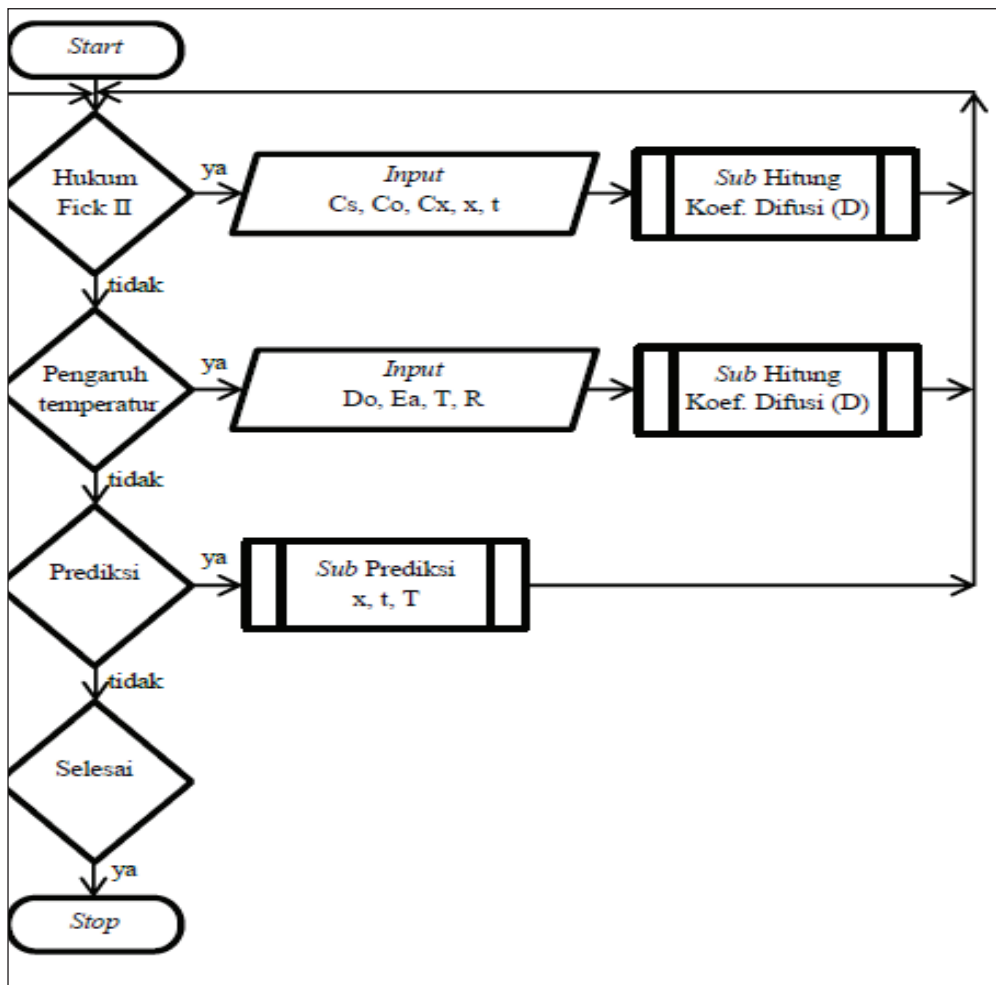 Start
Hukum
Fick II
ya
Input
Cs, Co, Cx, x, t
Sub Hitung
Koef. Difusi (D)
tidak
Pengaruh
temperatur
ya
Input
Do, Ea, T, R
Sub Hitung
Koef. Difusi (D)
tidak
Prediksi
ya
Sub Prediksi
x, t, T
tidak
Selesai
ya
Stop